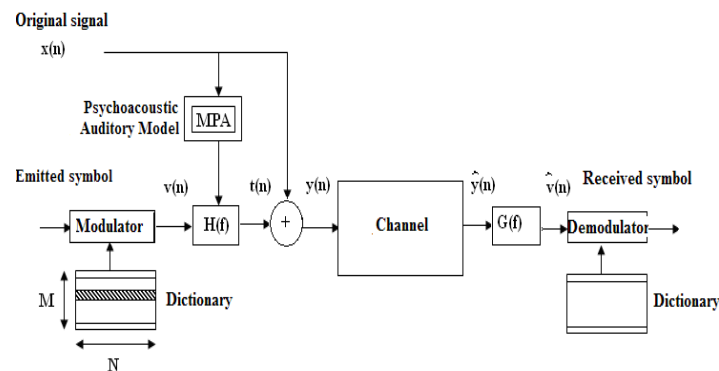 Original signal
x(n)
Psychoacoustic
Auditory Model
MPA
Emitted symbol
v(n)
t(n)
y(n)
ŷ(n)
v̂(n)
Received symbol
Modulator
H(f)
+
Channel
G(f)
Demodulator
M
Dictionary
Dictionary
N